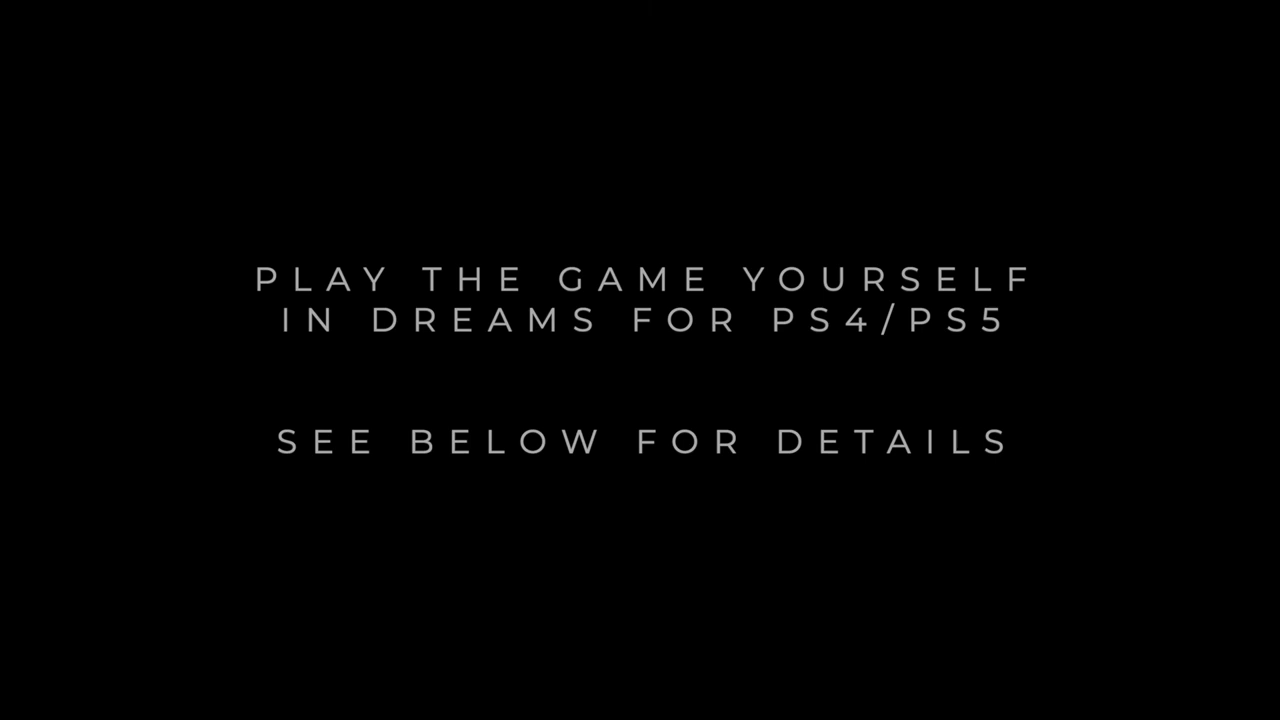 PLAY THE GAME YOURSELF
IN DREAMS FOR PS4/PS5
SEE BELOW FOR DETAILS